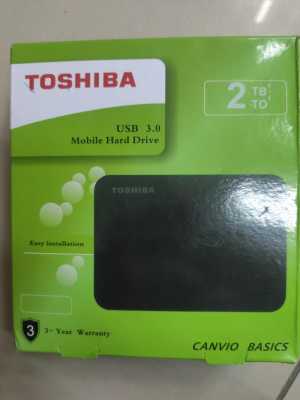 TOSHIBA
2 TB
TO
USB 3.0
Mobile Hard Drive
TOSHIBA
Easy installation
3 3- Year Warranty
CANVIO BASICS